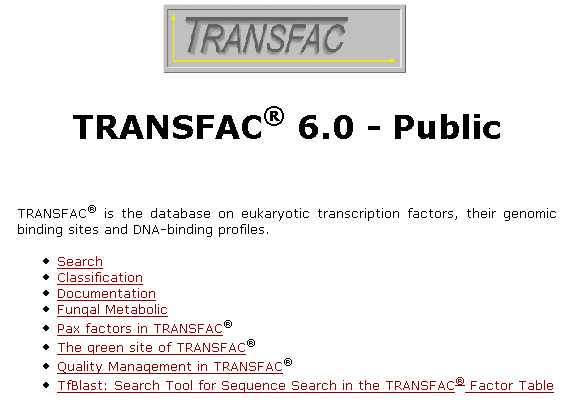 TRANSFAC
TRANSFAC® 6.0 - Public
TRANSFAC® is the database on eukaryotic transcription factors, their genomic
binding sites and DNA-binding profiles.
Search
Classification
Documentation
Fungal Metabolic
Pax factors in TRANSFAC®
The green site of TRANSFAC®
Quality Management in TRANSFAC®
TfBlast: Search Tool for Sequence Search in the TRANSFAC® Factor Table